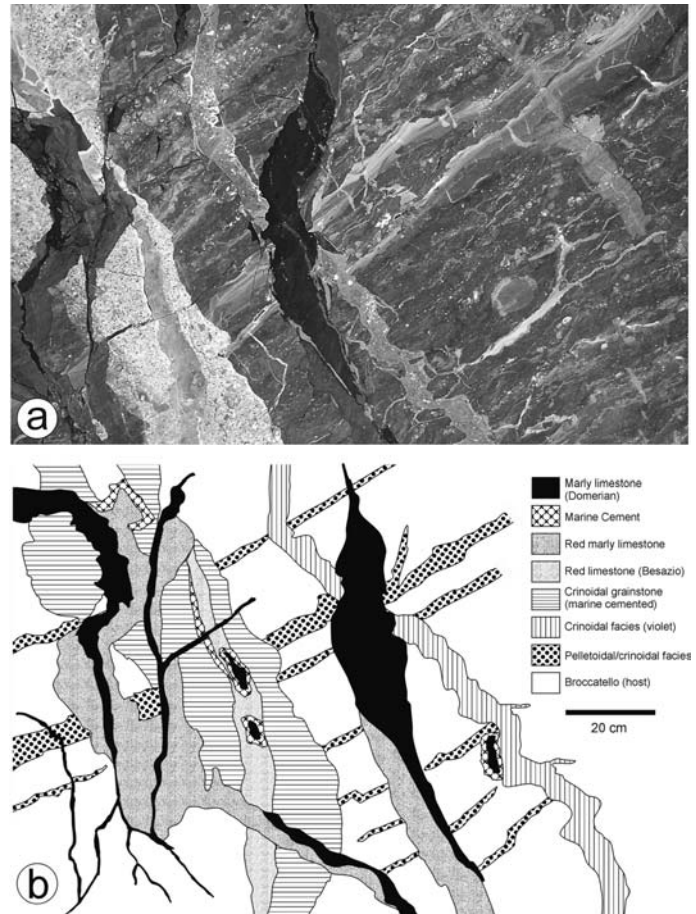 a
Marly limestone
(Domerian)
Marine Cement
Red marly limestone
Red limestone (Besazio)
Crinoidal grainstone
(marine cemented)
Crinoidal facies (violet)
Pelletoidal/crinoidal facies
Broccatello (host)
20 cm
b